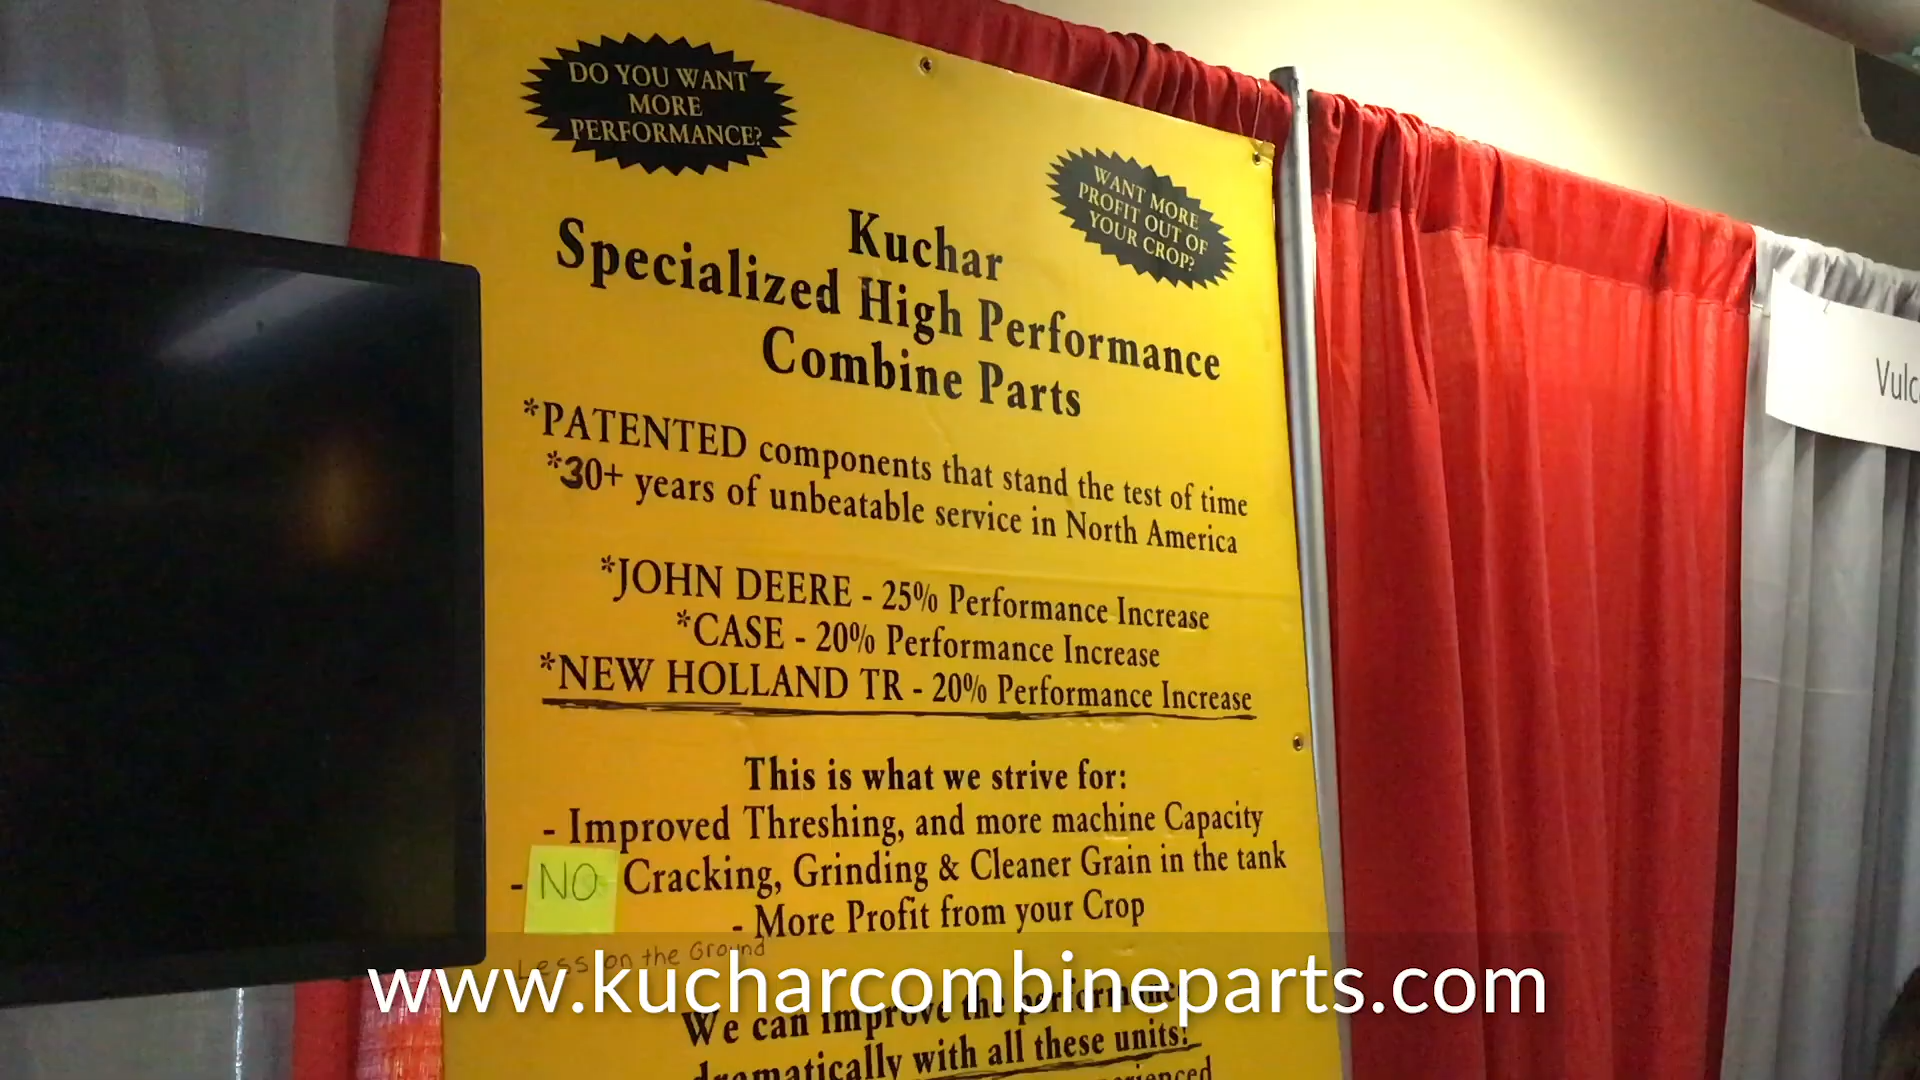 DO YOU WANT
MORE
PERFORMANCE?
WANT MORE
PROFIT OUT OF
YOUR CROP?
Kuchar
Specialized High Performance
Combine Parts
*PATENTED components that stand the test of time
*30+ years of unbeatable service in North America
*JOHN DEERE - 25% Performance Increase
*CASE - 20% Performance Increase
*NEW HOLLAND TR - 20% Performance Increase
This is what we strive for:
- Improved Threshing, and more machine Capacity
- NO Cracking, Grinding & Cleaner Grain in the tank
- More Profit from your Crop
Less on the Ground
www.kucharcombineparts.com
We can improve the performance
dramatically with all these units!